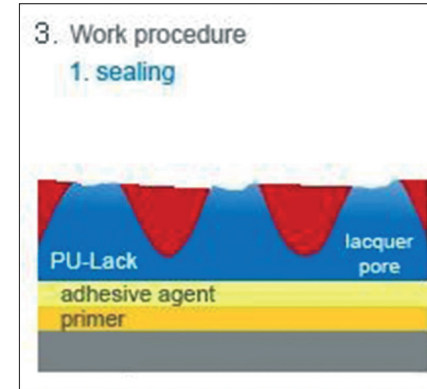 3. Work procedure
1. sealing
PU-Lack
lacquer
pore
adhesive agent
primer